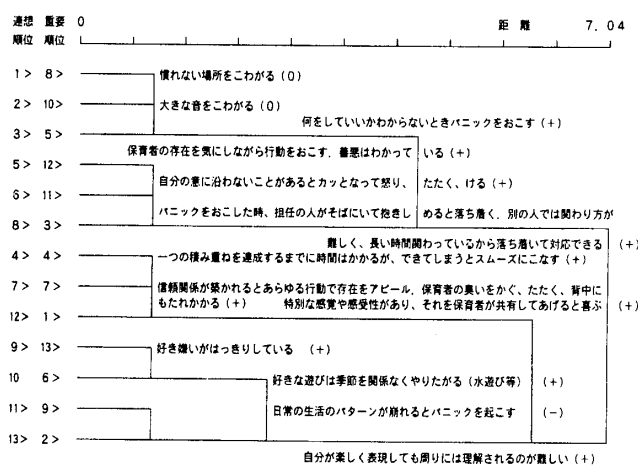 連想 重要 0 距 離 7.04
順位 順位
1> 8> 慣れない場所をこわがる(0)
2> 10> 大きな音をこわがる(0)
何をしていいかわからないときパニックをおこす(+)
3> 5>
保育者の存在を気にしながら行動をおこす.善悪はわかって いる(+)
5> 12>
自分の意に沿わないことがあるとカッとなって怒り、 たたく、ける(+)
6> 11>
パニックをおこした時、担任の人がそばにいて抱きし めると落ち着く.別の人では関わり方が
8> 3>
難しく、長い時間関わっているから落ち着いて対応できる (+)
4> 4> 一つの積み重ねを達成するまでに時間はかかるが、できてしまうとスムーズにこなす(+)
7> 7> 信頼関係が築かれるとあらゆる行動で存在をアピール.保育者の臭いをかぐ、たたく、背中に
もたれかかる(+) 特別な感覚や感受性があり、それを保育者が共有してあげると喜ぶ (+)
12> 1>
9> 13> 好き嫌いがはっきりしている (+)
10 6> 好きな遊びは季節を関係なくやりたがる(水遊び等) (+)
11> 9> 日常の生活のパターンが崩れるとパニックを起こす (−)
13> 2>
自分が楽しく表現しても周りには理解されるのが難しい(+)